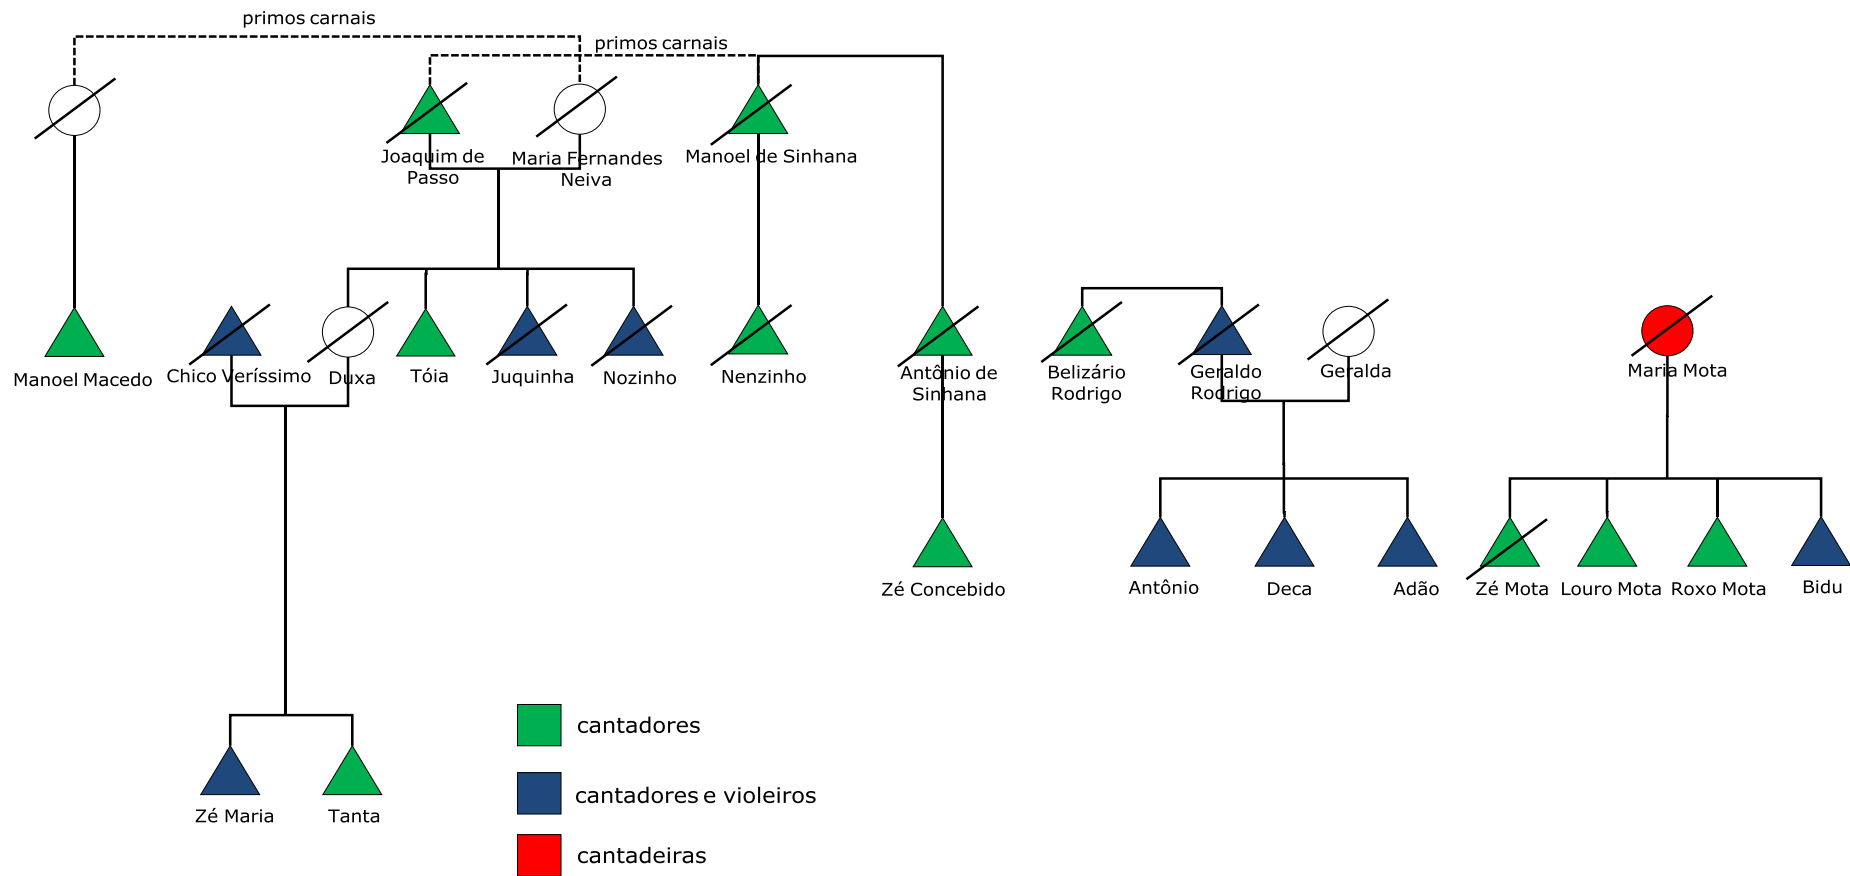 primos carnais
primos carnais
Joaquim de
Passo
Maria Fernandes
Neiva
Manoel de Sinhana
Manoel Macedo
Chico Veríssimo
Duxa
Tóia
Juquinha
Nozinho
Nenzinho
Antônio de
Sinhana
Belizário
Rodrigo
Geraldo
Rodrigo
Geralda
Maria Mota
Zé Concebido
Antônio
Deca
Adão
Zé Mota
Louro Mota
Roxo Mota
Bidu
Zé Maria
Tanta
cantadores
cantadores e violeiros
cantadeiras